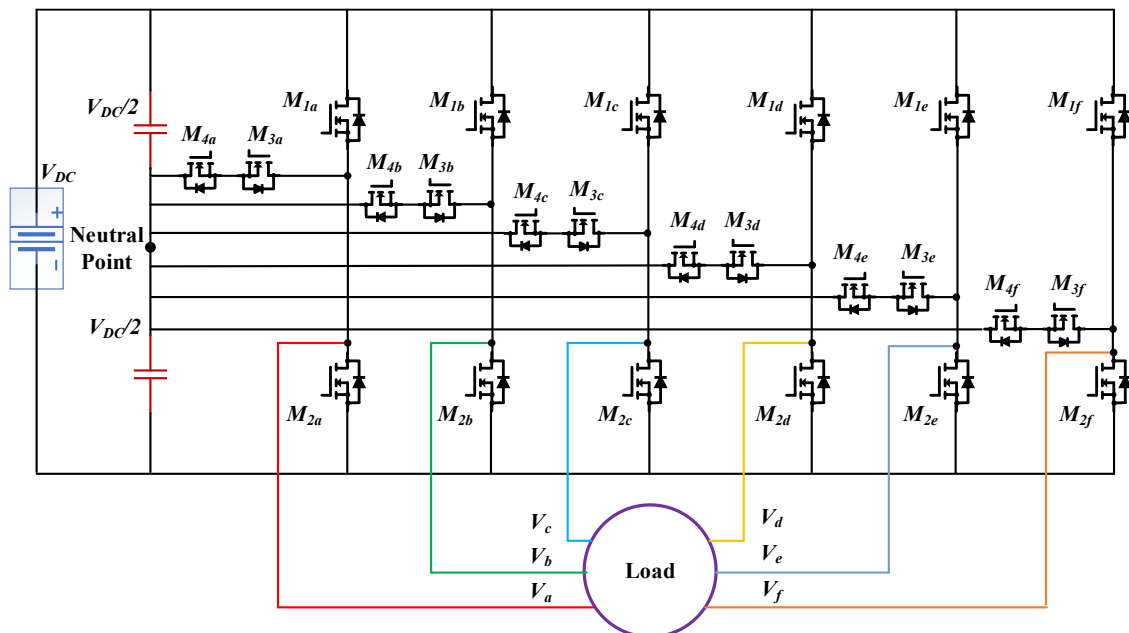 V_DC/2
M_1a
M_1b
M_1c
M_1d
M_1e
M_1f
M_4a
M_3a
M_4b
M_3b
V_DC
+
M_4c
M_3c
M_4d
M_3d
Neutral
Point
M_4e
M_3e
M_4f
M_3f
V_DC/2
M_2a
M_2b
M_2c
M_2d
M_2e
M_2f
V_c
V_d
V_b
Load
V_e
V_a
V_f